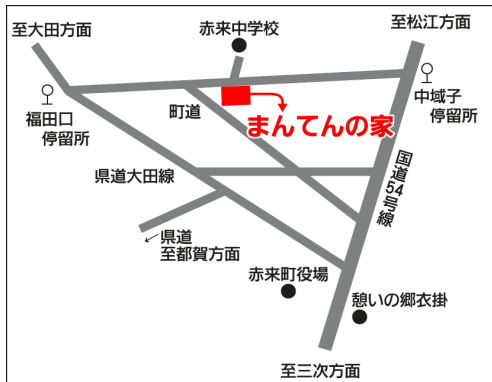 至大田方面
赤来中学校
至松江方面
福田口
停留所
町道
まんてんの家
中域子
停留所
県道大田線
国道54号線
県道
至都賀方面
赤来町役場
憩いの郷衣掛
至三次方面